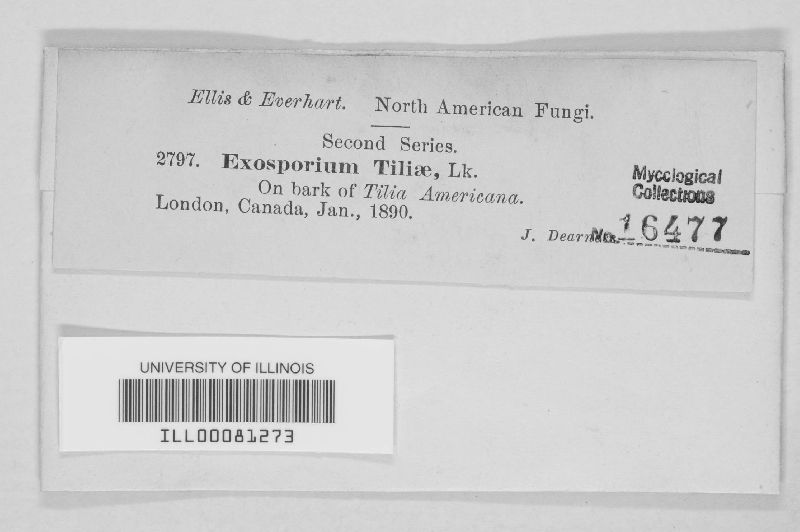 Ellis & Everhart. North American Fungi.
Second Series.
2797. Exosporium Tiliæ, Lk.
On bark of Tilia Americana.
London, Canada, Jan., 1890.
J.
Mycological
Collections
No. 16477
UNIVERSITY OF ILLINOIS
ILL00081273